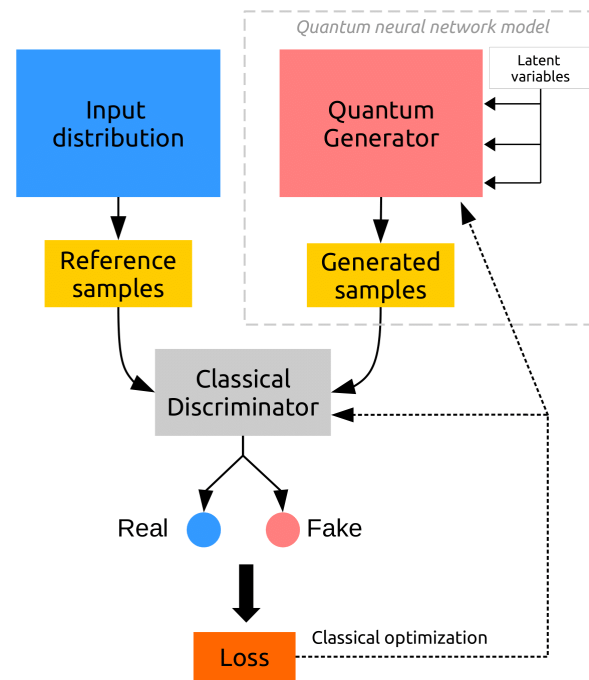 Quantum neural network model
Input
distribution
Quantum
Generator
Latent
variables
Reference
samples
Generated
samples
Classical
Discriminator
Real
Fake
Classical optimization
Loss